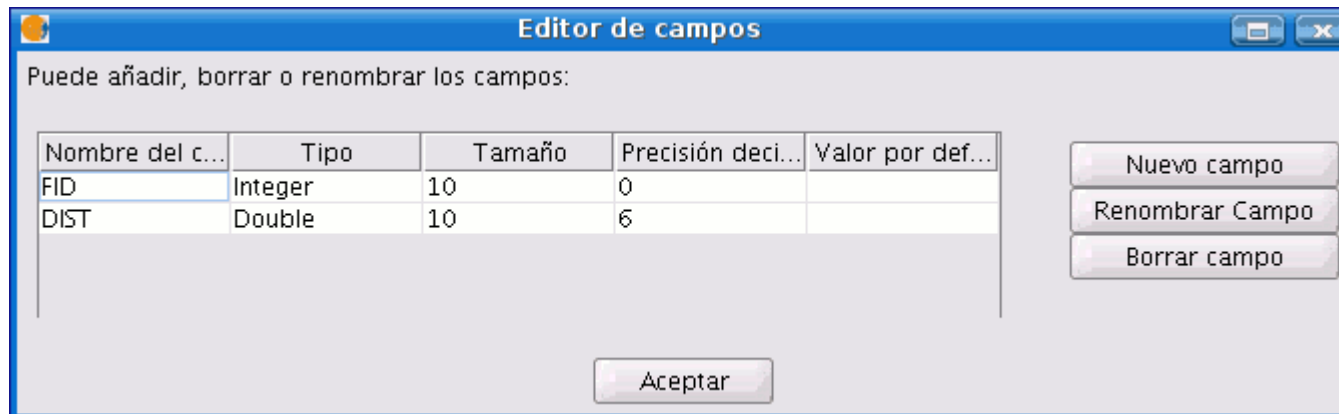 Editor de campos
Puede añadir, borrar o renombrar los campos:
Nombre del c... Tipo Tamaño Precisión deci... Valor por def...
FID Integer 10 0
DIST Double 10 6
Nuevo campo
Renombrar Campo
Borrar campo
Aceptar